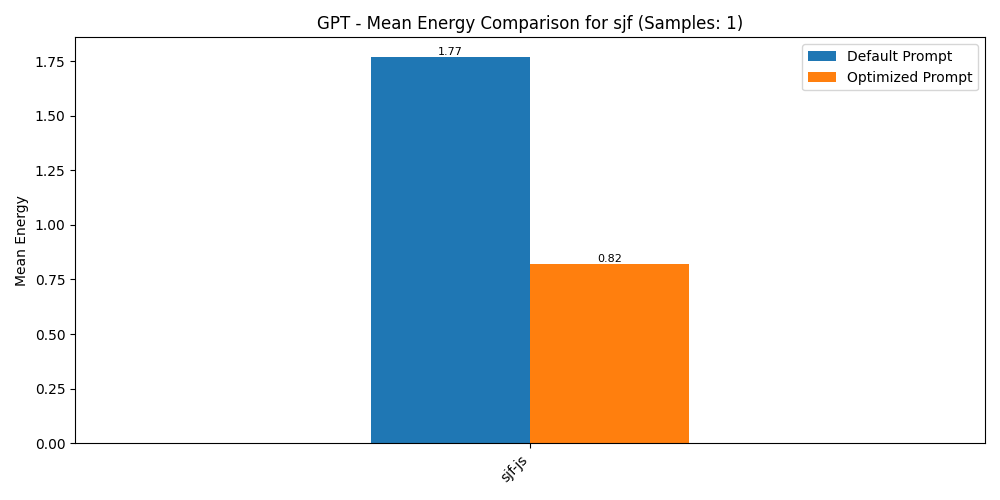 GPT - Mean Energy Comparison for sjf (Samples: 1)
Default Prompt
Optimized Prompt
Mean Energy
1.75
1.50
1.25
1.00
0.75
0.50
0.25
0.00
1.77
0.82
sjf-js